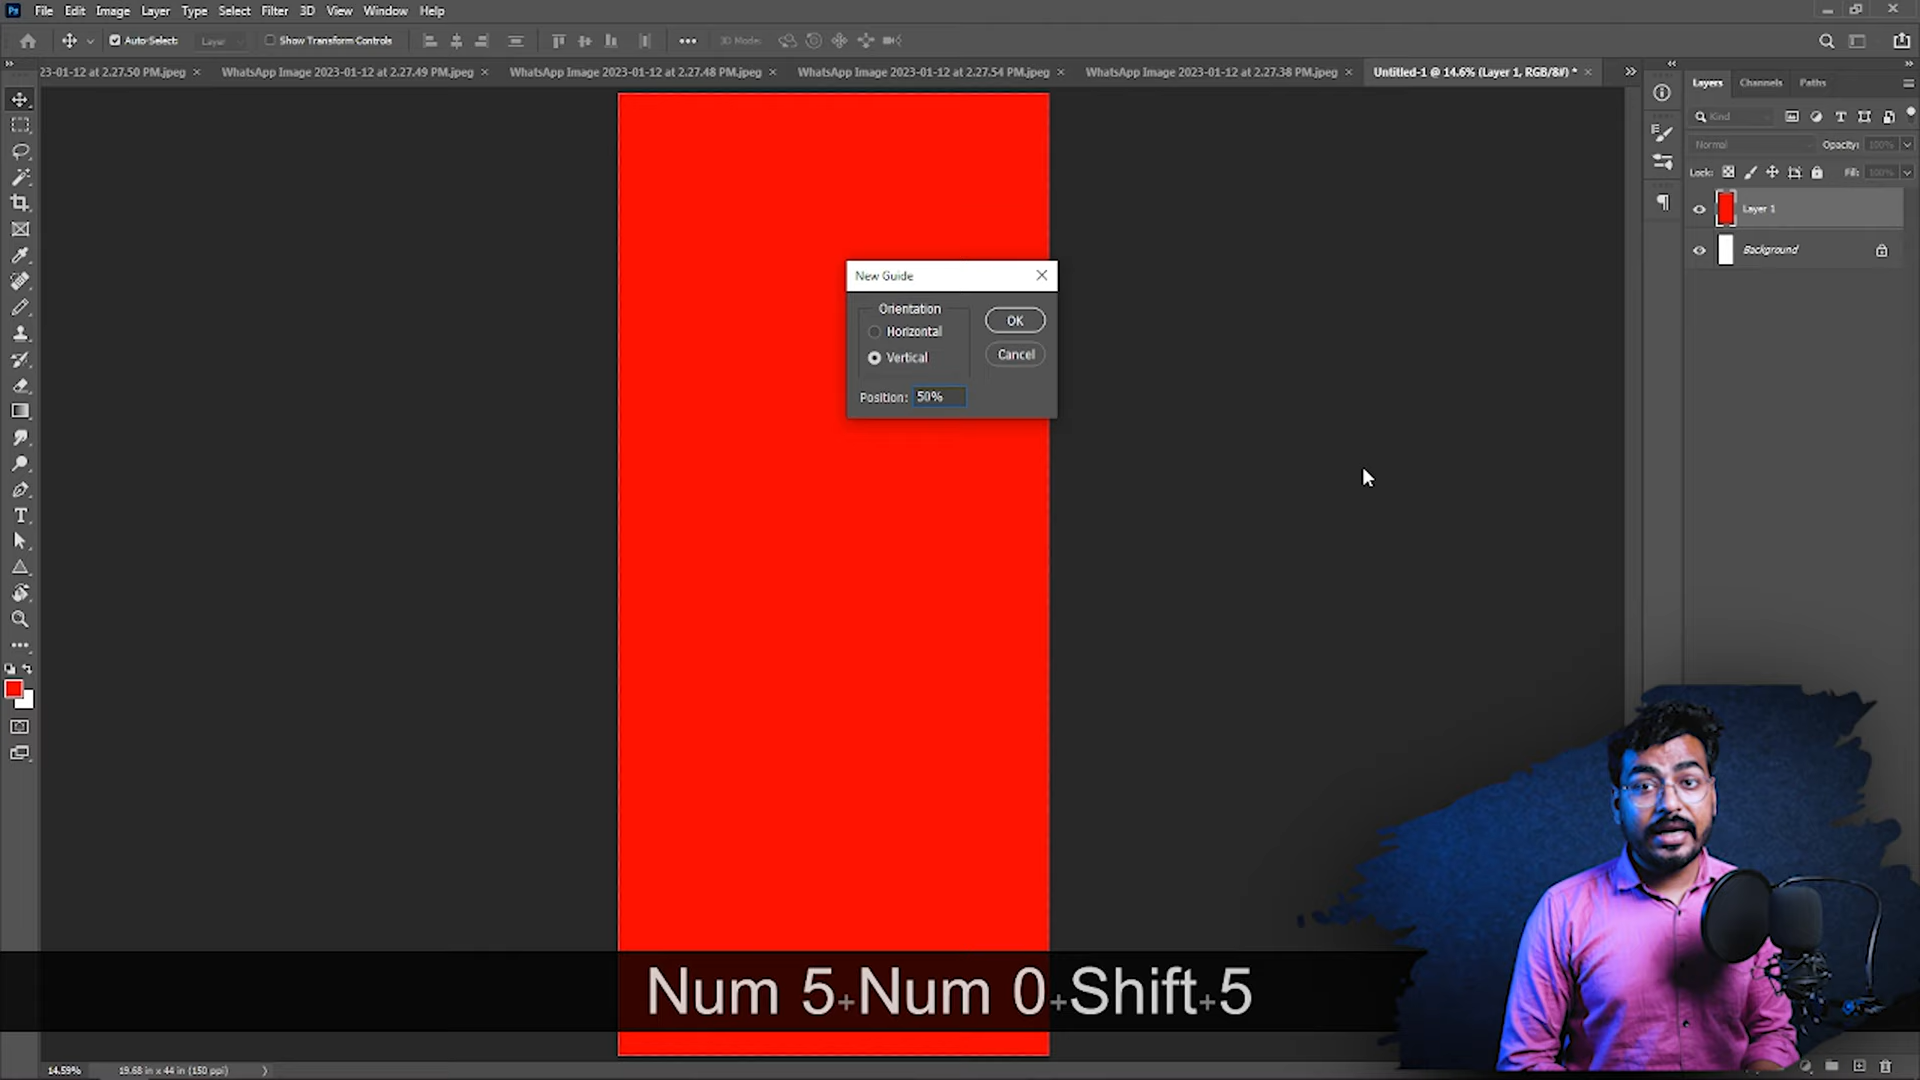 Ps File Edit Image Layer Type Select Filter 3D View Window Help
Auto-Select: Layer Show Transform Controls 3D Mode:
23-01-12 at 2.27.50 PM.jpeg × WhatsApp Image 2023-01-12 at 2.27.49 PM.jpeg × WhatsApp Image 2023-01-12 at 2.27.48 PM.jpeg × WhatsApp Image 2023-01-12 at 2.27.54 PM.jpeg × WhatsApp Image 2023-01-12 at 2.27.38 PM.jpeg × Untitled-1 @ 14.6% (Layer 1, RGB/8#) * ×
Layers Channels Paths
Kind
Normal Opacity: 100%
Lock: Fill: 100%
Layer 1
Background
New Guide
Orientation
Horizontal
Vertical
OK
Cancel
Position: 50%
Num 5+Num 0+Shift+5
14.59% 19.68 in x 44 in (150 ppi)